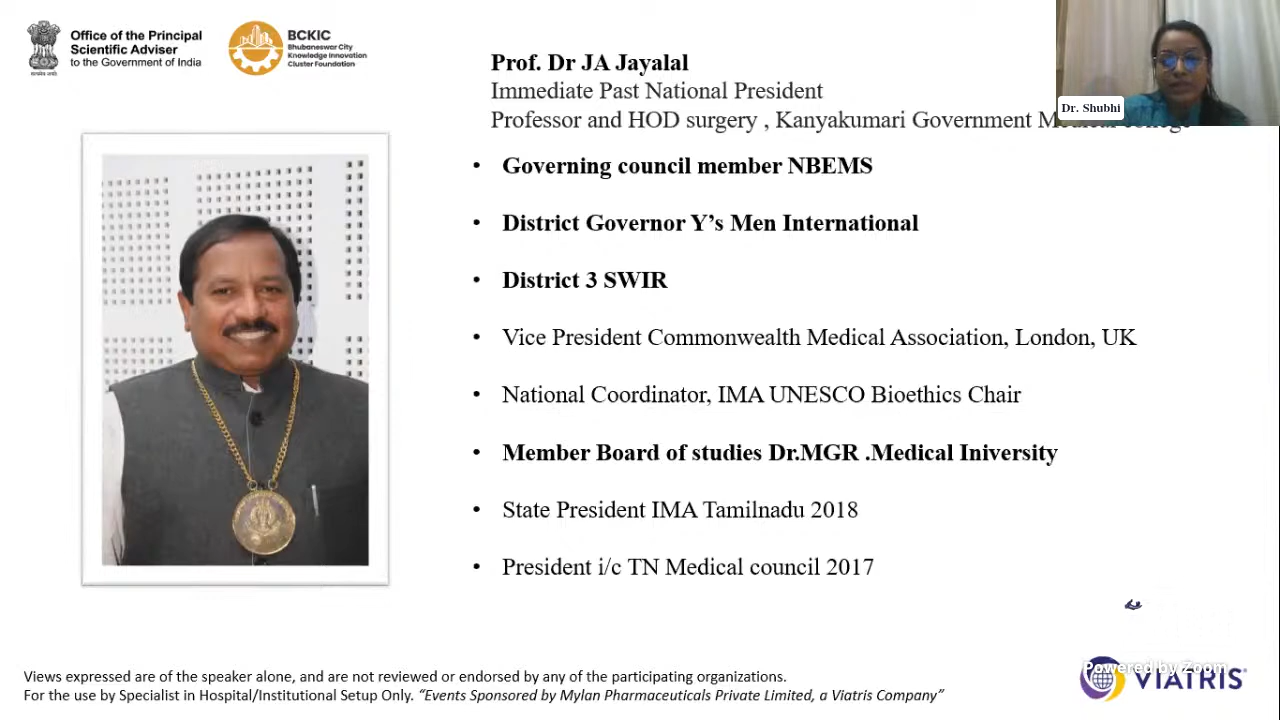 Office of the Principal
Scientific Adviser
to the Government of India
BCKIC
Bhubaneswar City
Knowledge Innovation
Cluster Foundation
Prof. Dr JA Jayalal
Immediate Past National President
Professor and HOD surgery , Kanyakumari Government Medical college
Dr. Shubhi
• Governing council member NBEMS
• District Governor Y’s Men International
• District 3 SWIR
• Vice President Commonwealth Medical Association, London, UK
• National Coordinator, IMA UNESCO Bioethics Chair
• Member Board of studies Dr.MGR .Medical Iniversity
• State President IMA Tamilnadu 2018
• President i/c TN Medical council 2017
Views expressed are of the speaker alone, and are not reviewed or endorsed by any of the participating organizations.
For the use by Specialist in Hospital/Institutional Setup Only. “Events Sponsored by Mylan Pharmaceuticals Private Limited, a Viatris Company”
Powered by Zoom
VIATRIS